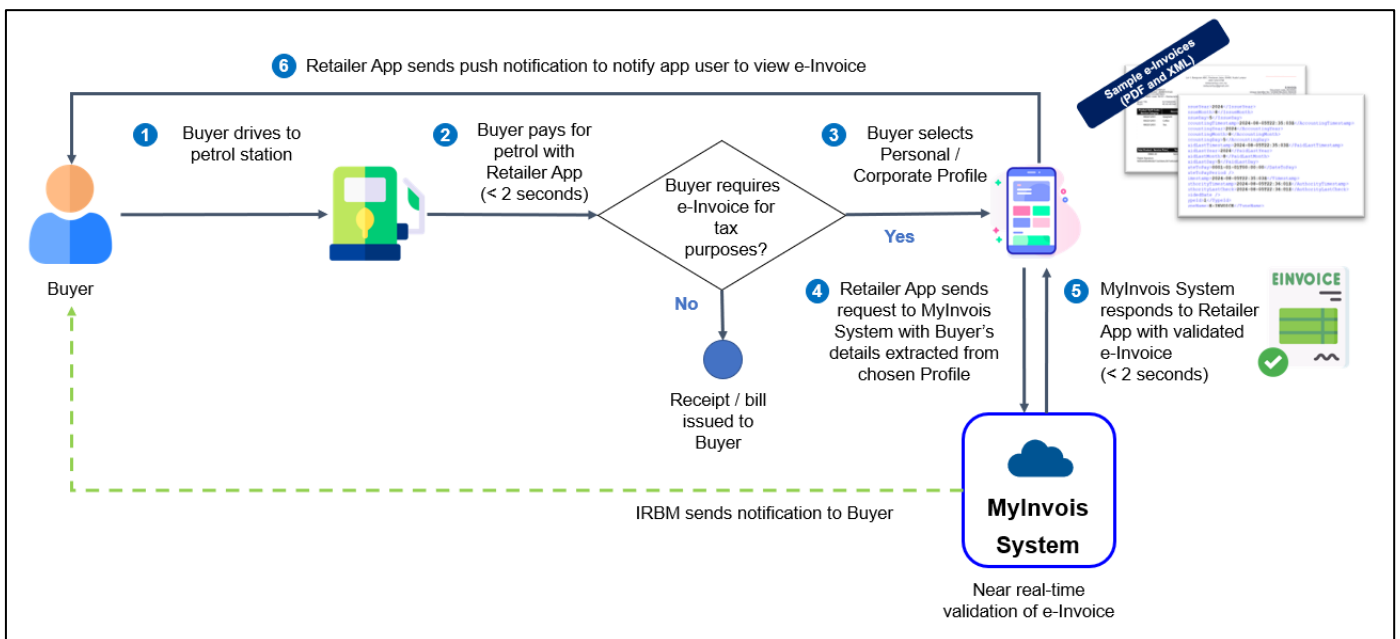 6 Retailer App sends push notification to notify app user to view e-Invoice
Sample e-Invoices
(PDF and XML)
1 Buyer drives to
petrol station
2 Buyer pays for
petrol with
Retailer App
(< 2 seconds)
3 Buyer selects
Personal /
Corporate Profile
Buyer requires
e-Invoice for
tax
purposes?
Yes
No
Buyer
4 Retailer App sends
request to MyInvois
System with Buyer's
details extracted from
chosen Profile
5 MyInvois System
responds to Retailer
App with validated
e-Invoice
(< 2 seconds)
EINVOICE
Receipt / bill
issued to
Buyer
IRBM sends notification to Buyer
MyInvois
System
Near real-time
validation of e-Invoice